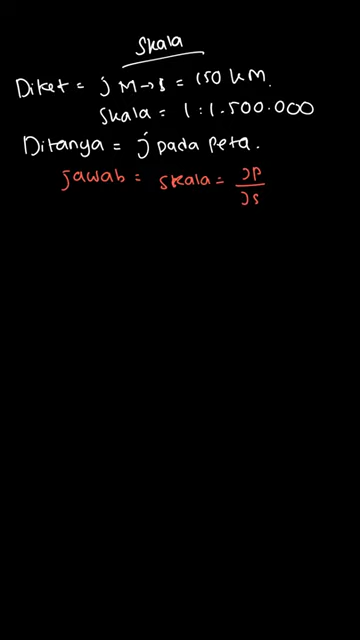 Skala
Diket = j M→S = 150 KM.
Skala = 1 : 1.500.000
Ditanya = j pada peta.
jawab = skala = JP/JS